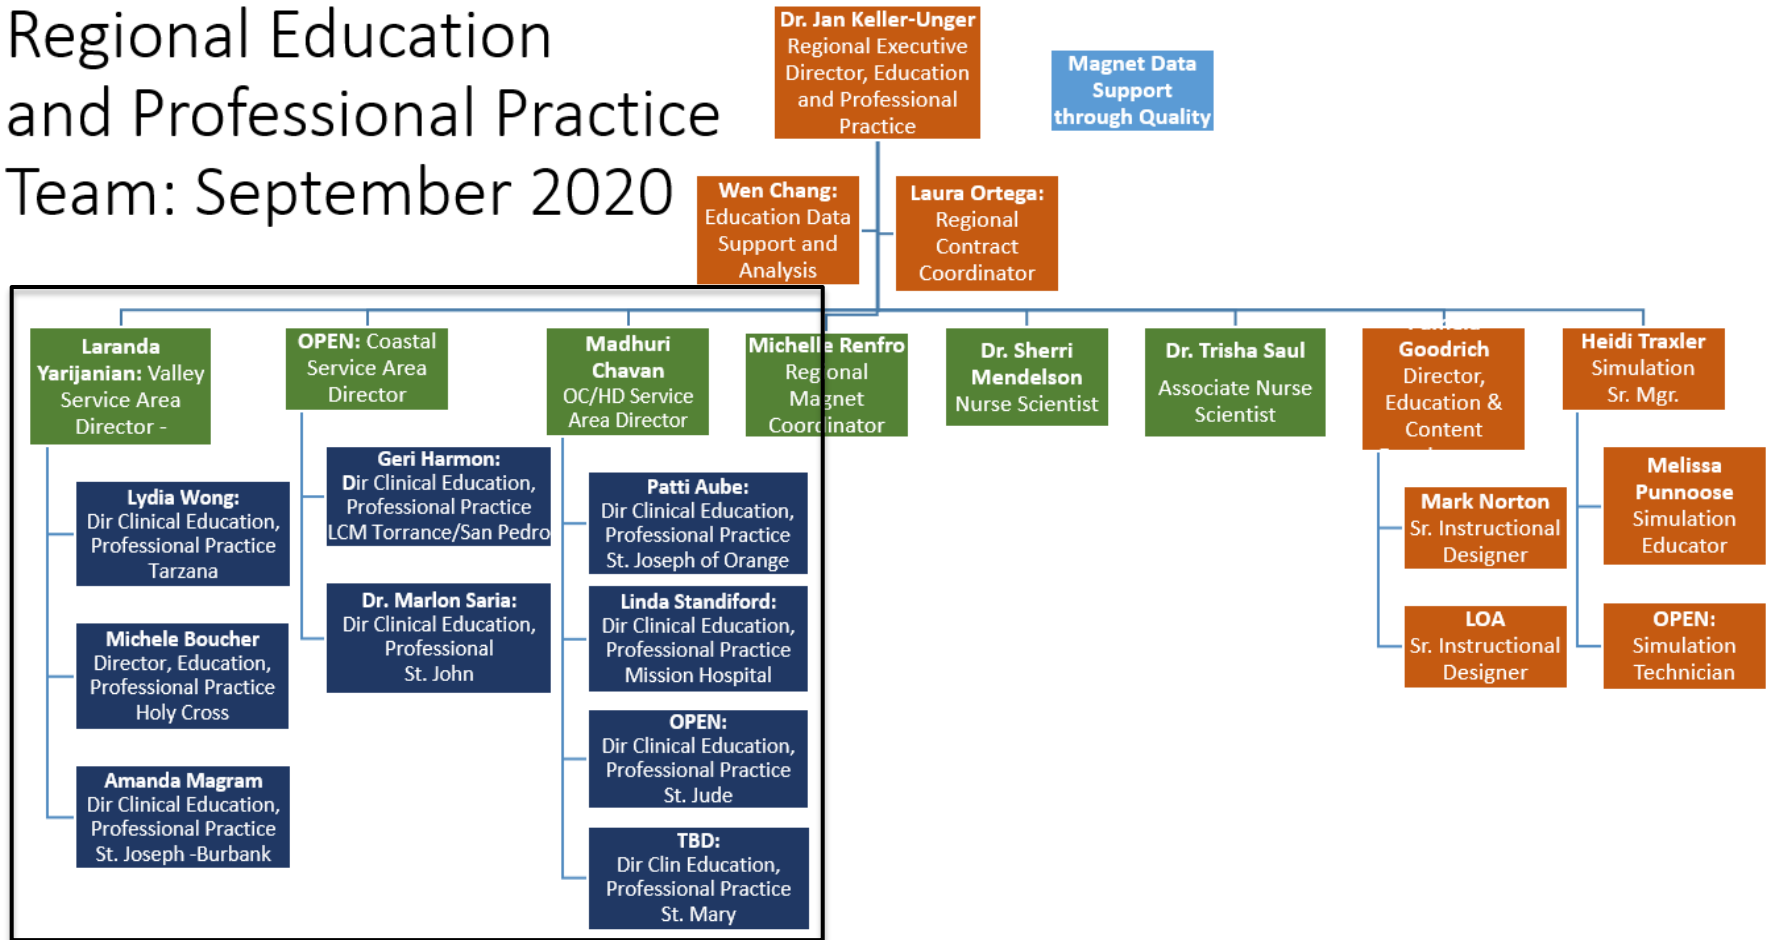 Regional Education
and Professional Practice
Team: September 2020
Dr. Jan Keller-Unger
Regional Executive
Director, Education
and Professional
Practice
Magnet Data
Support
through Quality
Wen Chang:
Education Data
Support and
Analysis
Laura Ortega:
Regional
Contract
Coordinator
Laranda
Yarijanian: Valley
Service Area
Director -
Lydia Wong:
Dir Clinical Education,
Professional Practice
Tarzana
Michele Boucher
Director, Education,
Professional Practice
Holy Cross
Amanda Magram
Dir Clinical Education,
Professional Practice
St. Joseph -Burbank
OPEN: Coastal
Service Area
Director
Geri Harmon:
Dir Clinical Education,
Professional Practice
LCM Torrance/San Pedro
Dr. Marlon Saria:
Dir Clinical Education,
Professional
St. John
Madhuri
Chavan
OC/HD Service
Area Director
Patti Aube:
Dir Clinical Education,
Professional Practice
St. Joseph of Orange
Linda Standiford:
Dir Clinical Education,
Professional Practice
Mission Hospital
OPEN:
Dir Clinical Education,
Professional Practice
St. Jude
TBD:
Dir Clin Education,
Professional Practice
St. Mary
Michelle Renfro
Regional
Magnet
Coordinator
Dr. Sherri
Mendelson
Nurse Scientist
Dr. Trisha Saul
Associate Nurse
Scientist
Goodrich
Director,
Education &
Content
Mark Norton
Sr. Instructional
Designer
LOA
Sr. Instructional
Designer
Heidi Traxler
Simulation
Sr. Mgr.
Melissa
Punnoose
Simulation
Educator
OPEN:
Simulation
Technician